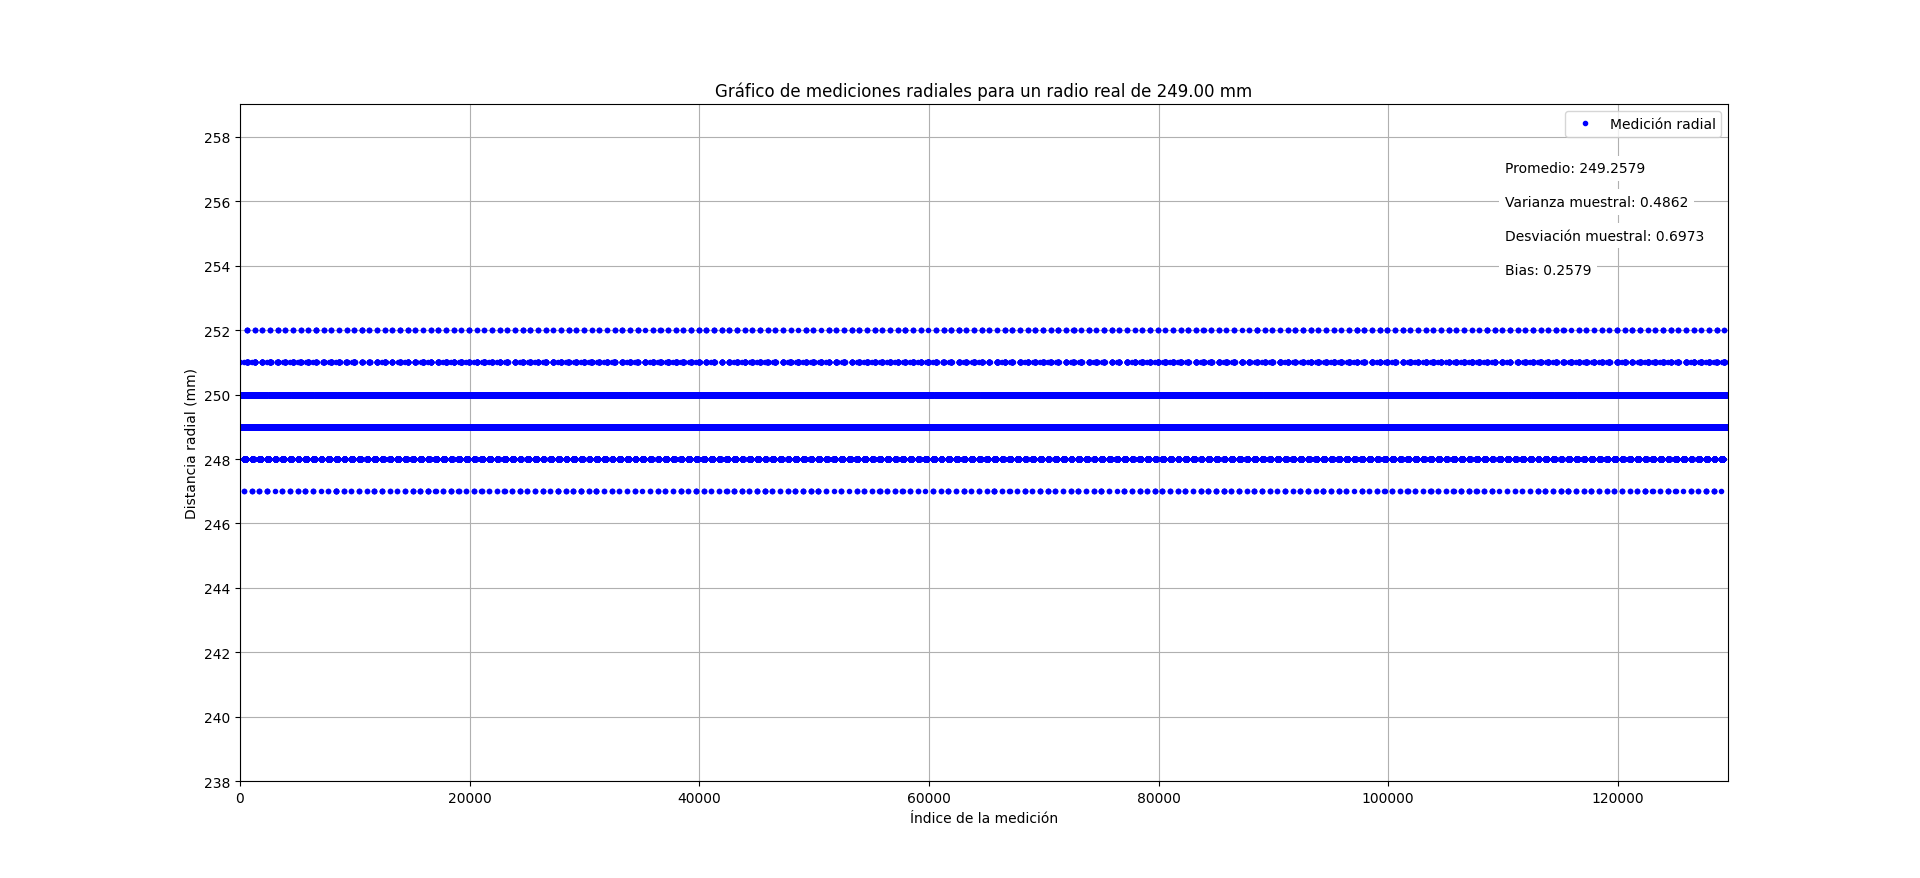 Gráfico de mediciones radiales para un radio real de 249.00 mm
Medición radial
Promedio: 249.2579
Varianza muestral: 0.4862
Desviación muestral: 0.6973
Bias: 0.2579
258
256
254
252
250
248
246
244
242
240
238
Distancia radial (mm)
0
20000
40000
60000
80000
100000
120000
Índice de la medición